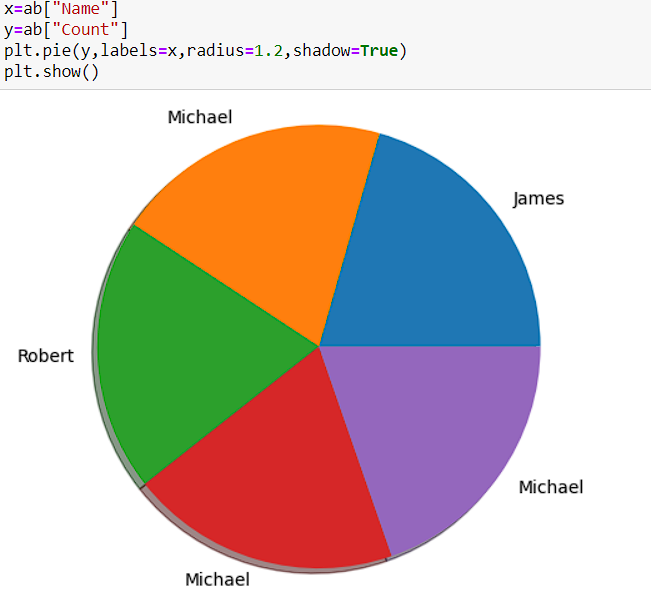 x=ab["Name"]
y=ab["Count"]
plt.pie(y,labels=x,radius=1.2,shadow=True)
plt.show()
Michael
James
Robert
Michael
Michael